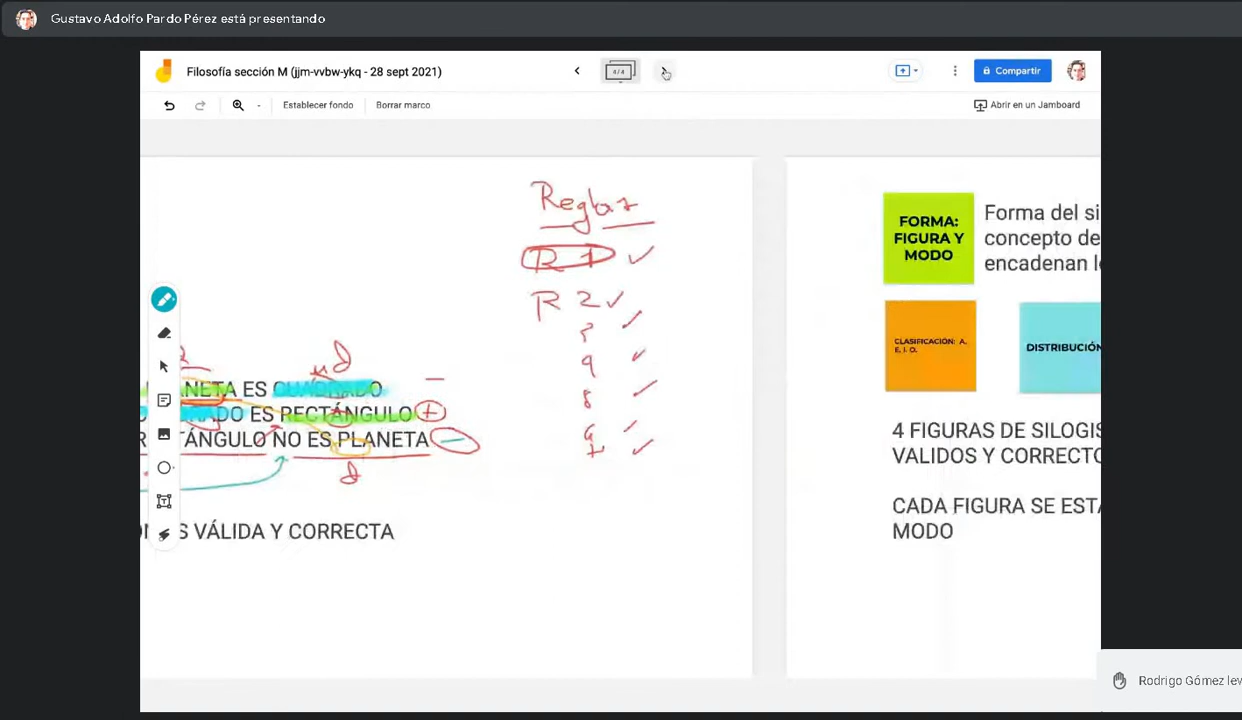 Gustavo Adolfo Pardo Pérez está presentando
Filosofía sección M (jjm-vvbw-ykq - 28 sept 2021)
4/4
Compartir
Establecer fondo
Borrar marco
Abrir en un Jamboard
Reglas
R 1
R 2
8
NETA ES CUADRADO
ADO ES RECTÁNGULO
TÁNGULO NO ES PLANETA
d
S VÁLIDA Y CORRECTA
FORMA:
FIGURA Y
MODO
Forma del si
concepto de
encadenan l
CLASIFICACIÓN: A,
E, I, O.
DISTRIBUCIÓN
4 FIGURAS DE SILOGIS
VALIDOS Y CORRECTO
CADA FIGURA SE ESTA
MODO
Rodrigo Gómez lev